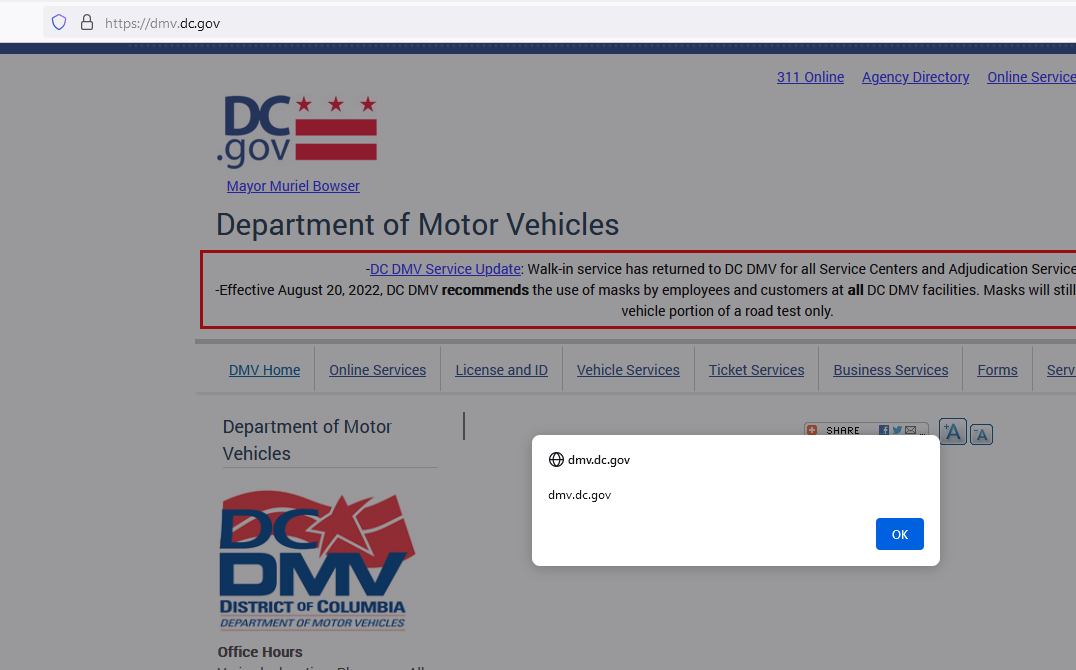 https://dmv.dc.gov
311 Online Agency Directory Online Service
DC
.gov
Mayor Muriel Bowser
Department of Motor Vehicles
-DC DMV Service Update: Walk-in service has returned to DC DMV for all Service Centers and Adjudication Service
-Effective August 20, 2022, DC DMV recommends the use of masks by employees and customers at all DC DMV facilities. Masks will still
vehicle portion of a road test only.
DMV Home Online Services License and ID Vehicle Services Ticket Services Business Services Forms Serv
Department of Motor
Vehicles
SHARE ...
+A -A
dmv.dc.gov
dmv.dc.gov
OK
DC
DMV
DISTRICT OF COLUMBIA
DEPARTMENT OF MOTOR VEHICLES
Office Hours